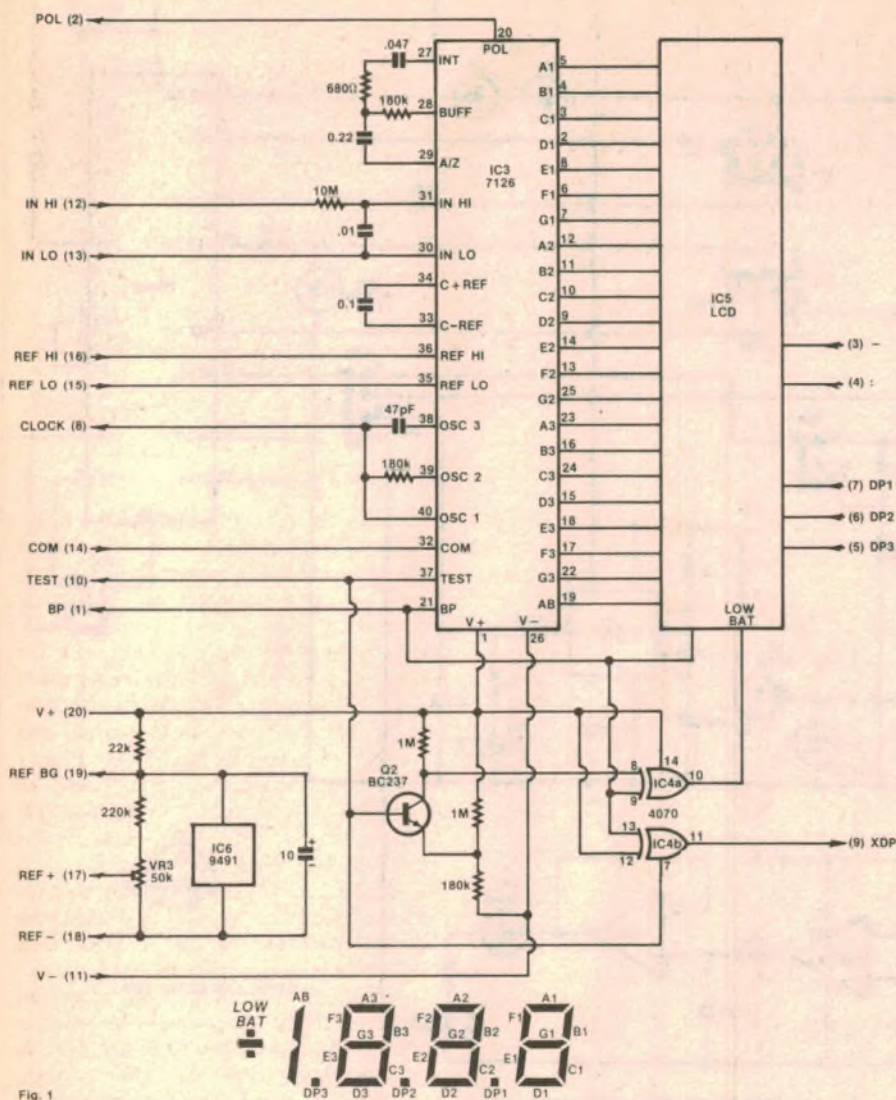 POL (2)
20
POL
.047
27
INT
680Ω
180k
28
BUFF
0.22
29
A/Z
IC3
7126
10M
IN HI (12)
31
IN HI
.01
IN LO (13)
30
IN LO
34
C+REF
0.1
33
C-REF
REF HI (16)
36
REF HI
REF LO (15)
35
REF LO
47pF
CLOCK (8)
38
OSC 3
180k
39
OSC 2
40
OSC 1
COM (14)
32
COM
TEST (10)
37
TEST
BP (1)
21
BP
V+
V-
1
26
A1 5
B1 4
C1 3
D1 2
E1 8
F1 6
G1 7
A2 12
B2 11
C2 10
D2 9
E2 14
F2 13
G2 25
A3 23
B3 16
C3 24
D3 15
E3 18
F3 17
G3 22
AB 19
IC5
LCD
LOW
BAT
(3) -
(4) :
(7) DP1
(6) DP2
(5) DP3
V+ (20)
22k
REF BG (19)
220k
IC6
9491
10
+
-
REF+ (17)
VR3
50k
REF- (18)
V- (11)
1M
Q2
BC237
1M
180k
8
9
14
IC4a
10
4070
13
12
IC4b
11
7
(9) XDP
LOW
BAT
AB
A3
F3
G3
B3
E3
C3
D3
A2
F2
G2
B2
E2
C2
D2
A1
F1
G1
B1
E1
C1
D1
DP3
DP2
DP1
Fig. 1